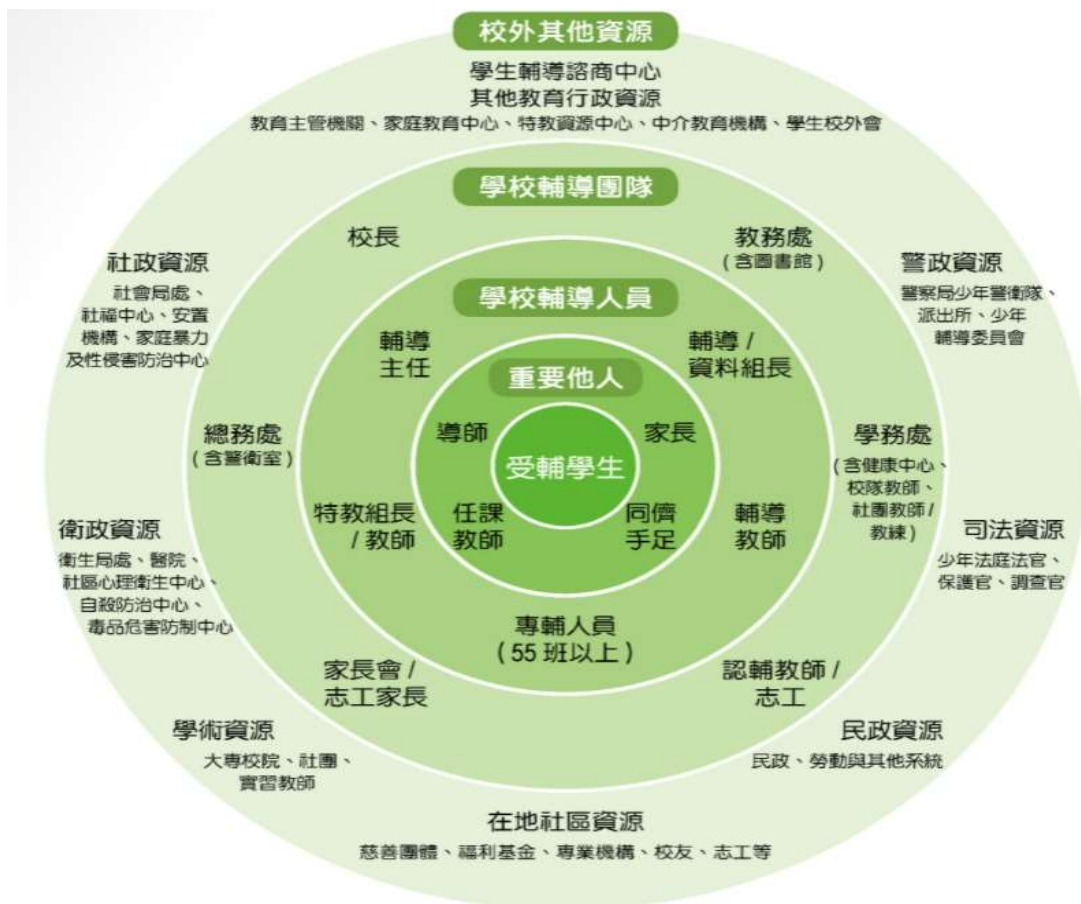 校外其他資源
學生輔導諮商中心
其他教育行政資源
教育主管機關、家庭教育中心、特教資源中心、中介教育機構、學生校外會
學校輔導團隊
校長
教務處
(含圖書館)
社政資源
社會局處、
社福中心、安置
機構、家庭暴力
及性侵害防治中心
警政資源
警察局少年警衛隊、
派出所、少年
輔導委員會
學校輔導人員
輔導
主任
輔導/
資料組長
重要他人
導師
家長
受輔學生
任課
教師
同儕
手足
總務處
(含警衛室)
學務處
(含健康中心、
校隊教師、
社團教師/
教練)
特教組長
/教師
輔導
教師
衛政資源
衛生局處、醫院、
社區心理衛生中心、
自殺防治中心、
毒品危害防制中心
司法資源
少年法庭法官、
保護官、調查官
專輔人員
(55班以上)
家長會/
志工家長
認輔教師/
志工
學術資源
大專校院、社團、
實習教師
民政資源
民政、勞動與其他系統
在地社區資源
慈善團體、福利基金、專業機構、校友、志工等